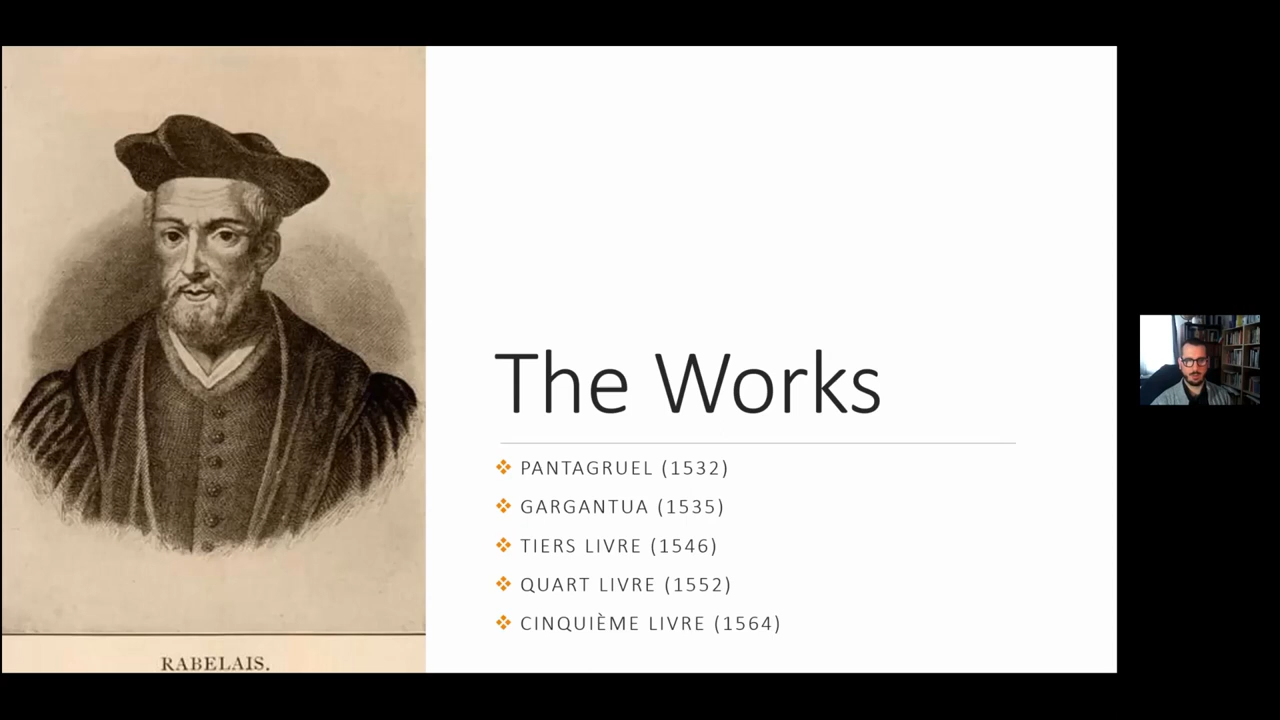 The Works
PANTAGRUEL (1532)
GARGANTUA (1535)
TIERS LIVRE (1546)
QUART LIVRE (1552)
CINQUIÈME LIVRE (1564)
RABELAIS.